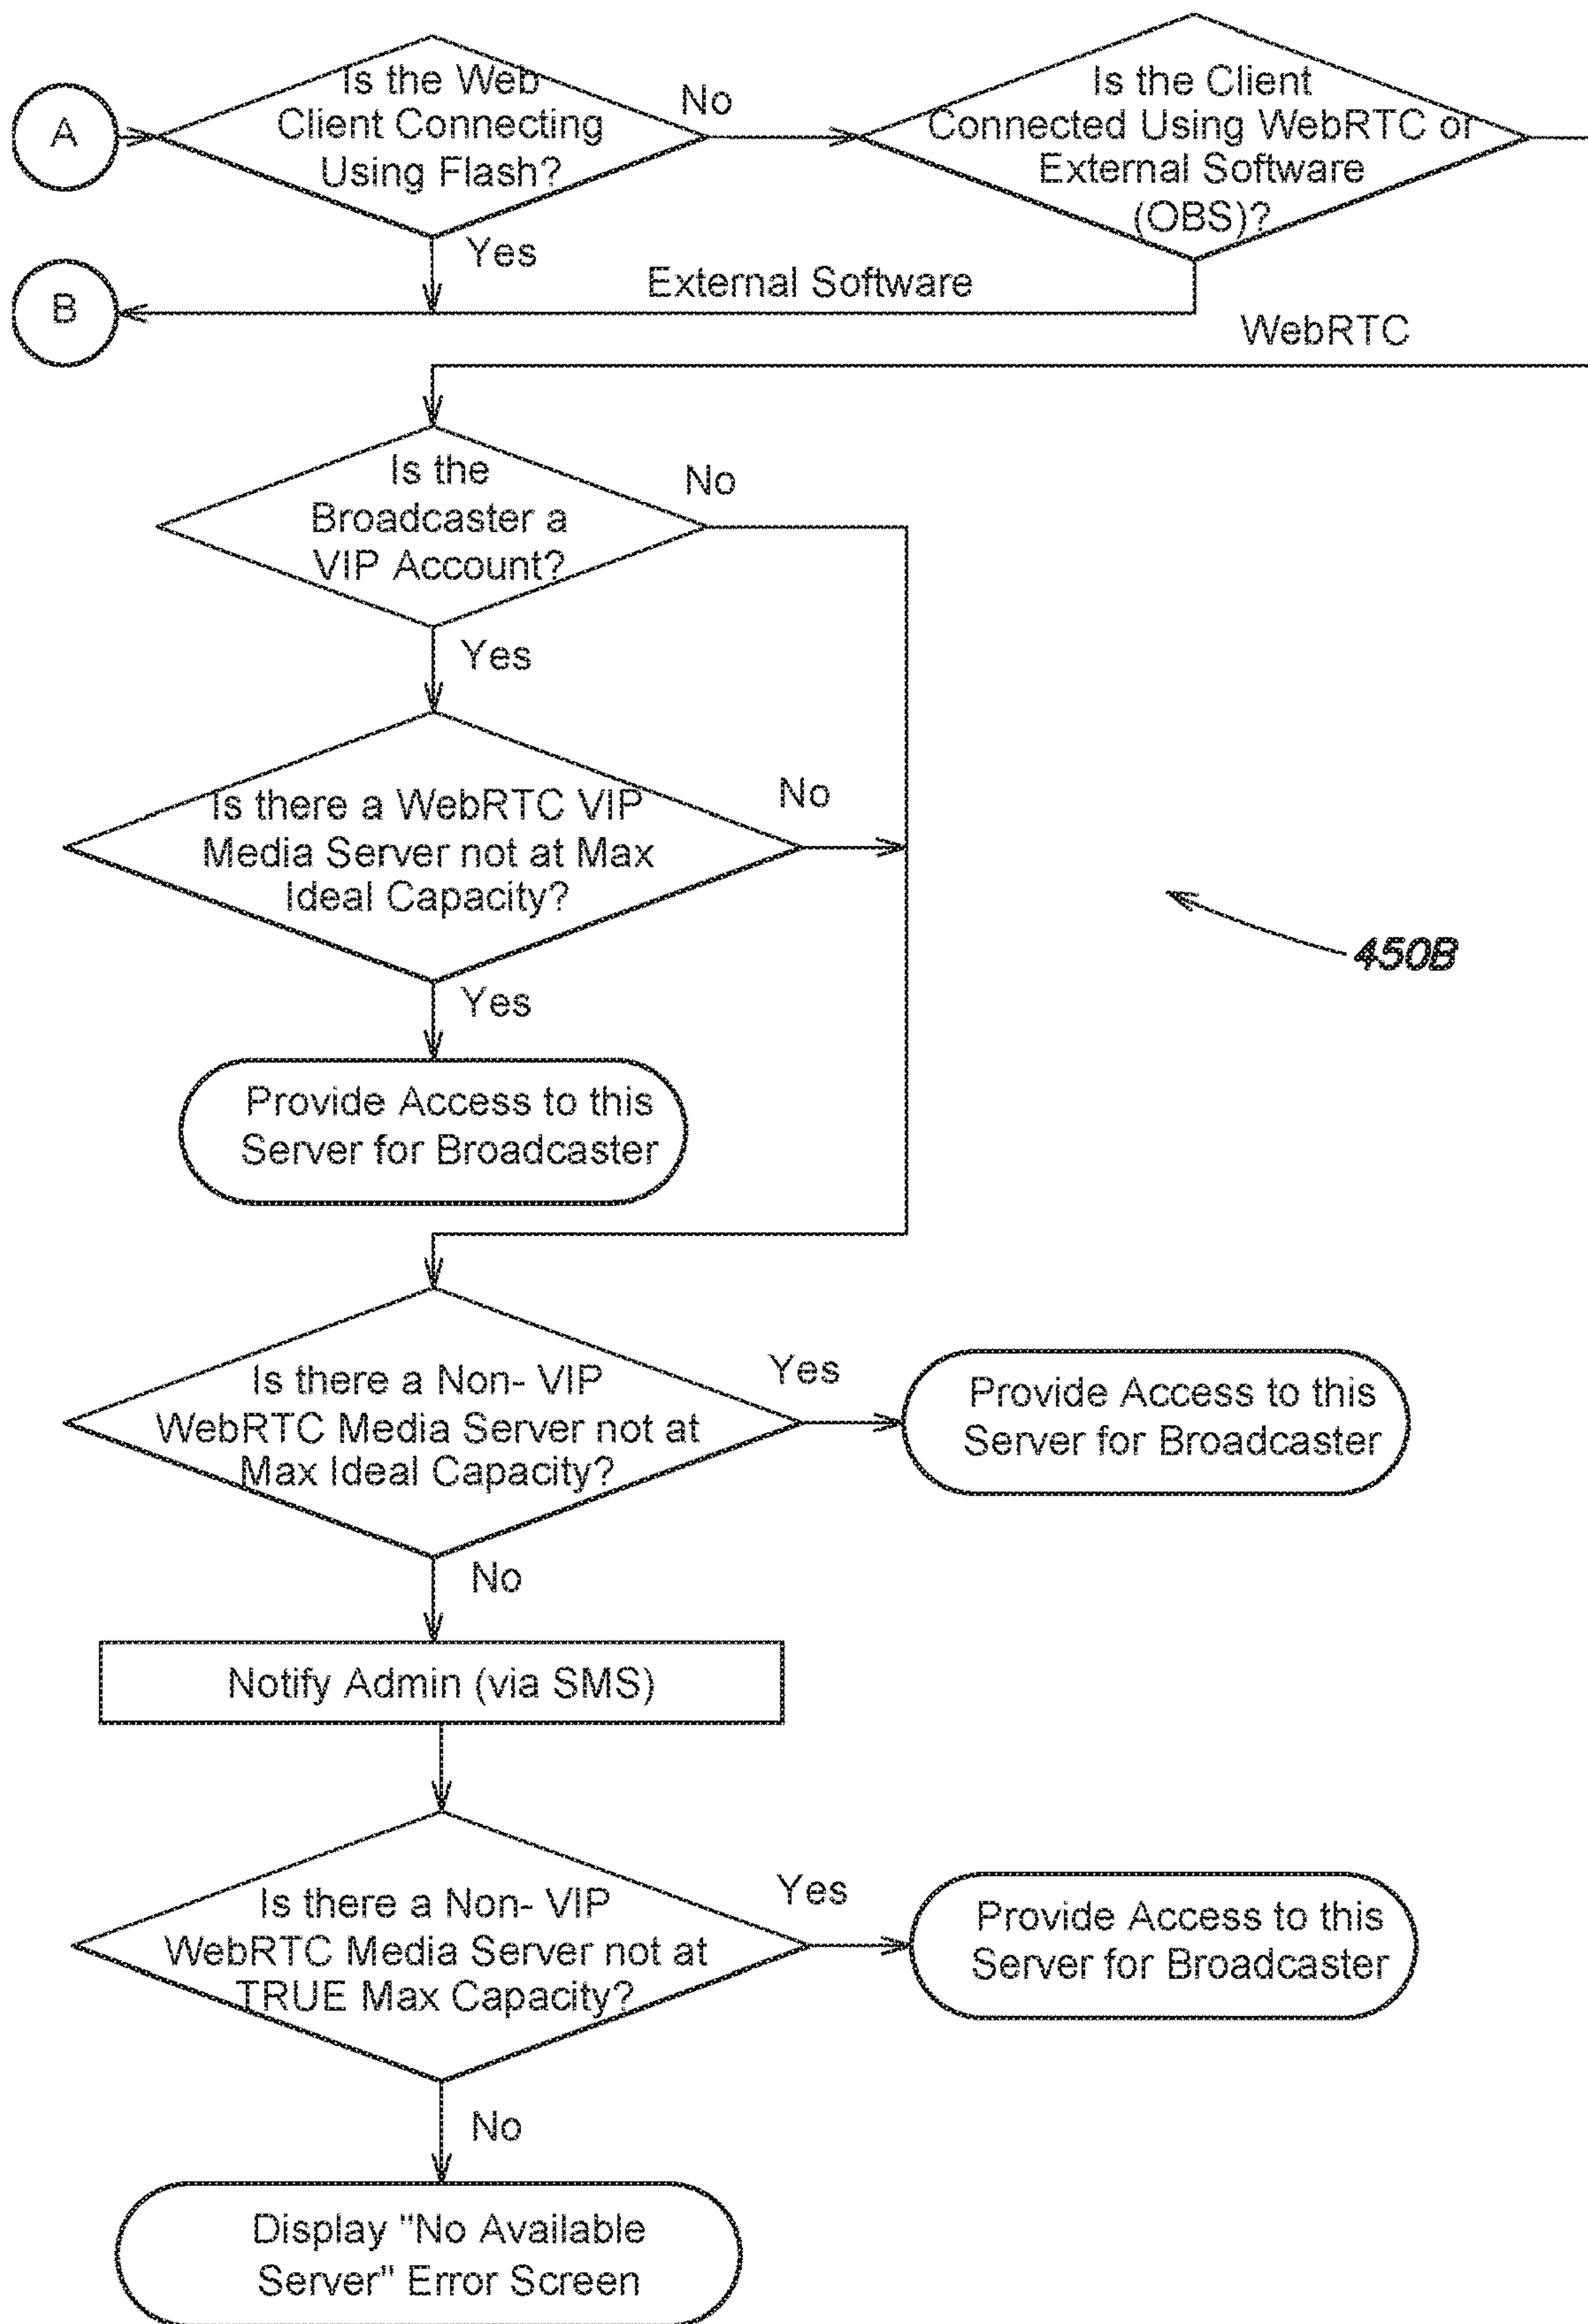 A
Is the Web
Client Connecting
Using Flash?
No
Is the Client
Connected Using WebRTC or
External Software
(OBS)?
Yes
External Software
B
WebRTC
Is the
Broadcaster a
VIP Account?
No
Yes
Is there a WebRTC VIP
Media Server not at Max
Ideal Capacity?
No
450B
Yes
Provide Access to this
Server for Broadcaster
Is there a Non- VIP
WebRTC Media Server not at
Max Ideal Capacity?
Yes
Provide Access to this
Server for Broadcaster
No
Notify Admin (via SMS)
Is there a Non- VIP
WebRTC Media Server not at
TRUE Max Capacity?
Yes
Provide Access to this
Server for Broadcaster
No
Display "No Available
Server" Error Screen